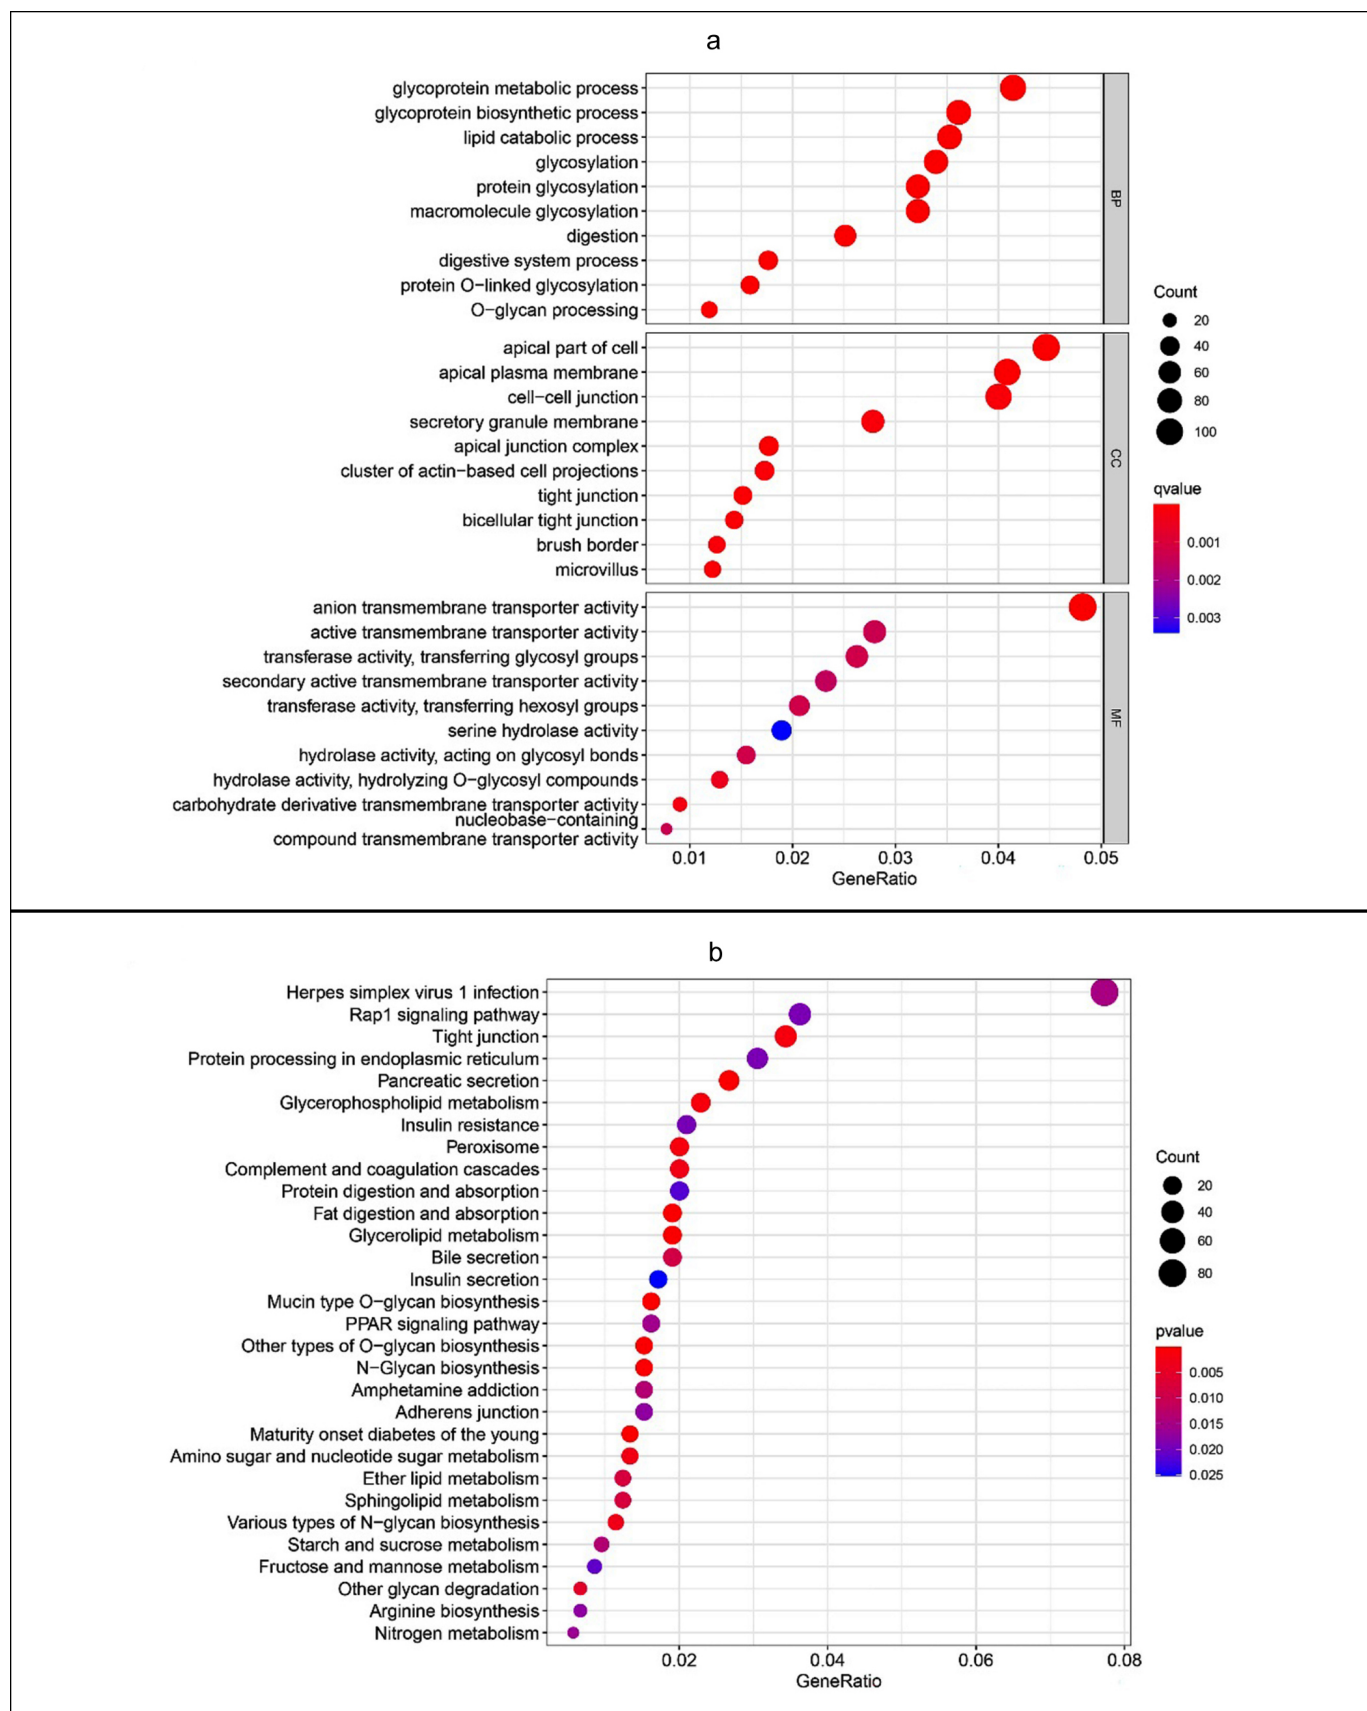 a
glycoprotein metabolic process
glycoprotein biosynthetic process
lipid catabolic process
glycosylation
protein glycosylation
macromolecule glycosylation
digestion
digestive system process
protein O−linked glycosylation
O−glycan processing
BP
apical part of cell
apical plasma membrane
cell−cell junction
secretory granule membrane
apical junction complex
cluster of actin−based cell projections
tight junction
bicellular tight junction
brush border
microvillus
CC
anion transmembrane transporter activity
active transmembrane transporter activity
transferase activity, transferring glycosyl groups
secondary active transmembrane transporter activity
transferase activity, transferring hexosyl groups
serine hydrolase activity
hydrolase activity, acting on glycosyl bonds
hydrolase activity, hydrolyzing O−glycosyl compounds
carbohydrate derivative transmembrane transporter activity
nucleobase−containing
compound transmembrane transporter activity
MF
0.01 0.02 0.03 0.04 0.05
GeneRatio
Count
20
40
60
80
100
qvalue
0.001
0.002
0.003
b
Herpes simplex virus 1 infection
Rap1 signaling pathway
Tight junction
Protein processing in endoplasmic reticulum
Pancreatic secretion
Glycerophospholipid metabolism
Insulin resistance
Peroxisome
Complement and coagulation cascades
Protein digestion and absorption
Fat digestion and absorption
Glycerolipid metabolism
Bile secretion
Insulin secretion
Mucin type O−glycan biosynthesis
PPAR signaling pathway
Other types of O−glycan biosynthesis
N−Glycan biosynthesis
Amphetamine addiction
Adherens junction
Maturity onset diabetes of the young
Amino sugar and nucleotide sugar metabolism
Ether lipid metabolism
Sphingolipid metabolism
Various types of N−glycan biosynthesis
Starch and sucrose metabolism
Fructose and mannose metabolism
Other glycan degradation
Arginine biosynthesis
Nitrogen metabolism
0.02 0.04 0.06 0.08
GeneRatio
Count
20
40
60
80
pvalue
0.005
0.010
0.015
0.020
0.025